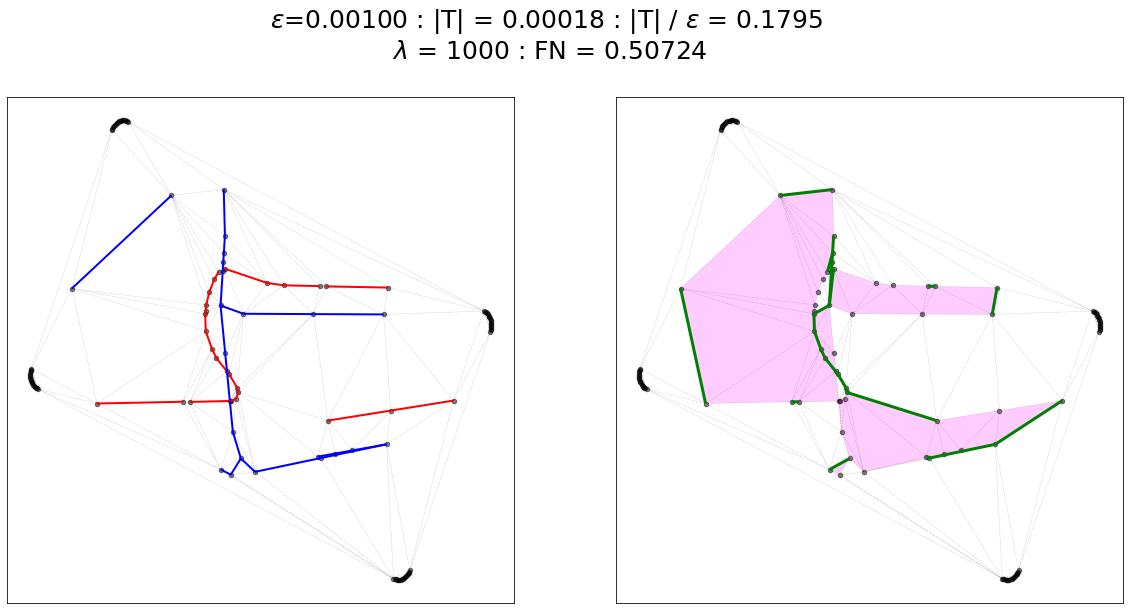 ε=0.00100 : |T| = 0.00018 : |T| / ε = 0.1795
λ = 1000 : FN = 0.50724